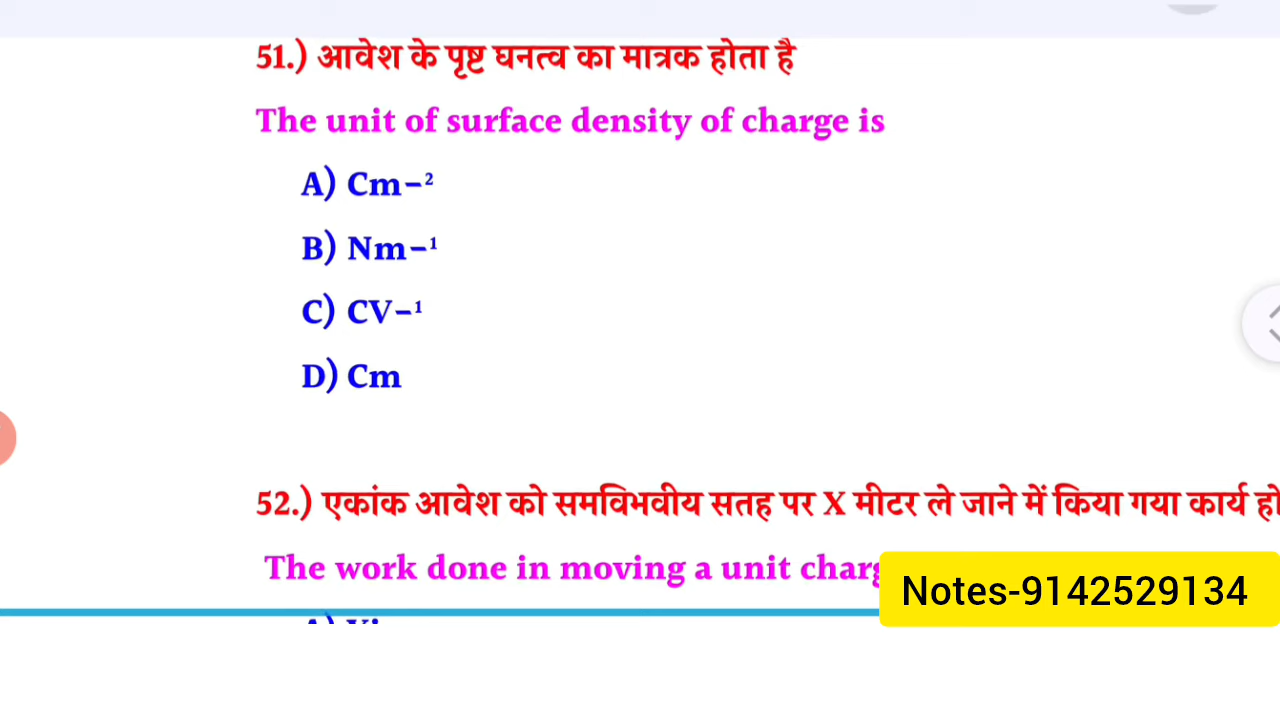 51.) आवेश के पृष्ट घनत्व का मात्रक होता है
The unit of surface density of charge is
A) Cm-²
B) Nm-¹
C) CV-¹
D) Cm
52.) एकांक आवेश को समविभवीय सतह पर X मीटर ले जाने में किया गया कार्य
The work done in moving a unit
Notes-9142529134